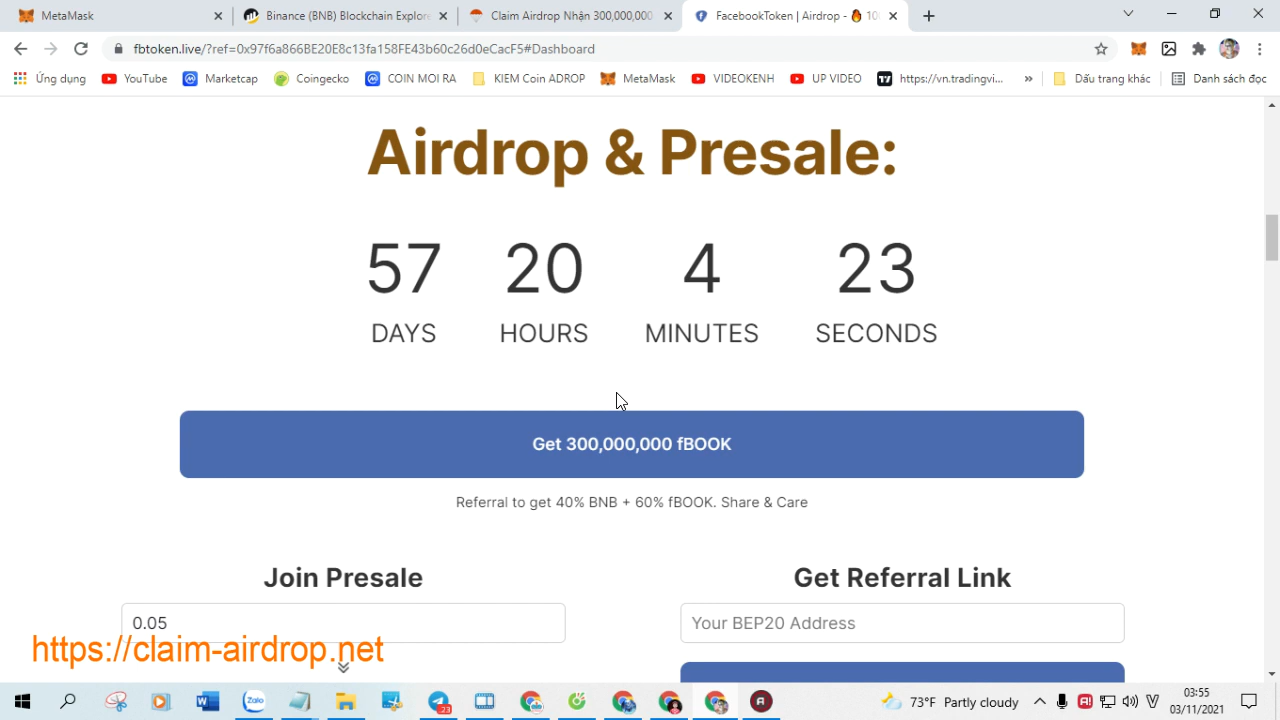 MetaMask
Binance (BNB) Blockchain Explore
Claim Airdrop Nhận 300,000,000
FacebookToken | Airdrop - 🔥 10
fbtoken.live/?ref=0x97f6a866BE20E8c13fa158FE43b60c26d0eCacF5#Dashboard
Ứng dụng
YouTube
Marketcap
Coingecko
COIN MOI RA
KIEM Coin ADROP
MetaMask
VIDEOKENH
UP VIDEO
https://vn.tradingvi...
»
Dấu trang khác
Danh sách đọc
Airdrop & Presale:
57 20 4 23
DAYS HOURS MINUTES SECONDS
Get 300,000,000 fBOOK
Referral to get 40% BNB + 60% fBOOK. Share & Care
Join Presale
Get Referral Link
0.05
Your BEP20 Address
https://claim-airdrop.net
Zalo
23
73°F Partly cloudy
03:55
03/11/2021